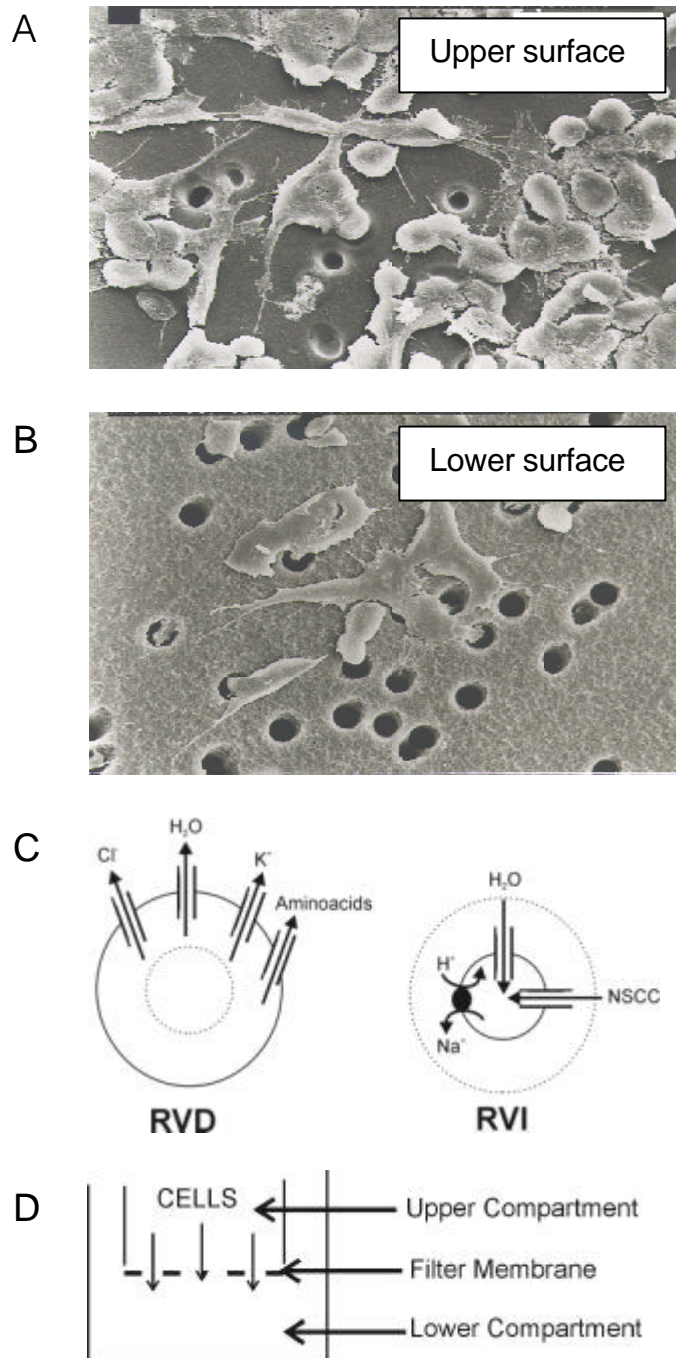 A
Upper surface
B
Lower surface
C
Cl⁻
H₂O
K⁺
Aminoacids
RVD
H₂O
H⁺
NSCC
Na⁺
RVI
D
CELLS
Upper Compartment
Filter Membrane
Lower Compartment